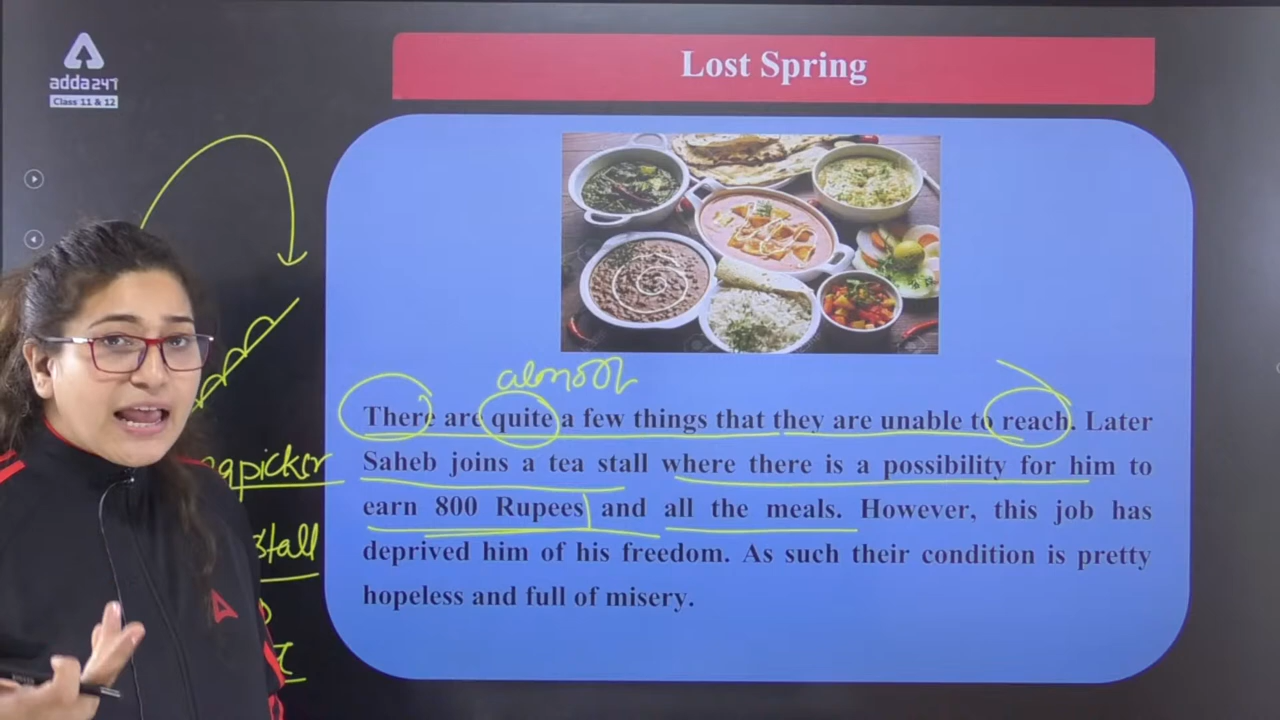 adda247
Class 11 & 12
Lost Spring
almost
There are quite a few things that they are unable to reach. Later
Saheb joins a tea stall where there is a possibility for him to
earn 800 Rupees and all the meals. However, this job has
deprived him of his freedom. As such their condition is pretty
hopeless and full of misery.
stall